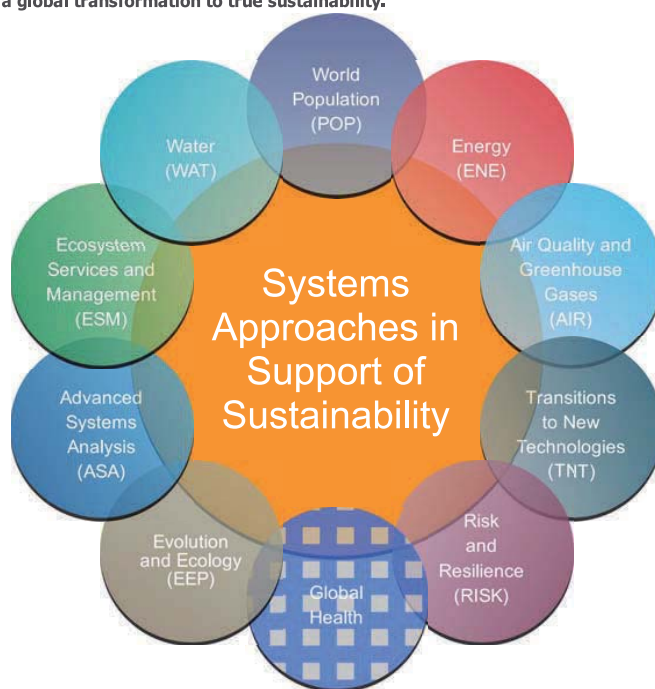 a global transformation to true sustainability.
World
Population
(POP)
Energy
(ENE)
Air Quality and
Greenhouse
Gases
(AIR)
Transitions
to New
Technologies
(TNT)
Risk
and
Resilience
(RISK)
Global
Health
Evolution
and Ecology
(EEP)
Advanced
Systems
Analysis
(ASA)
Ecosystem
Services and
Management
(ESM)
Water
(WAT)
Systems
Approaches in
Support of
Sustainability